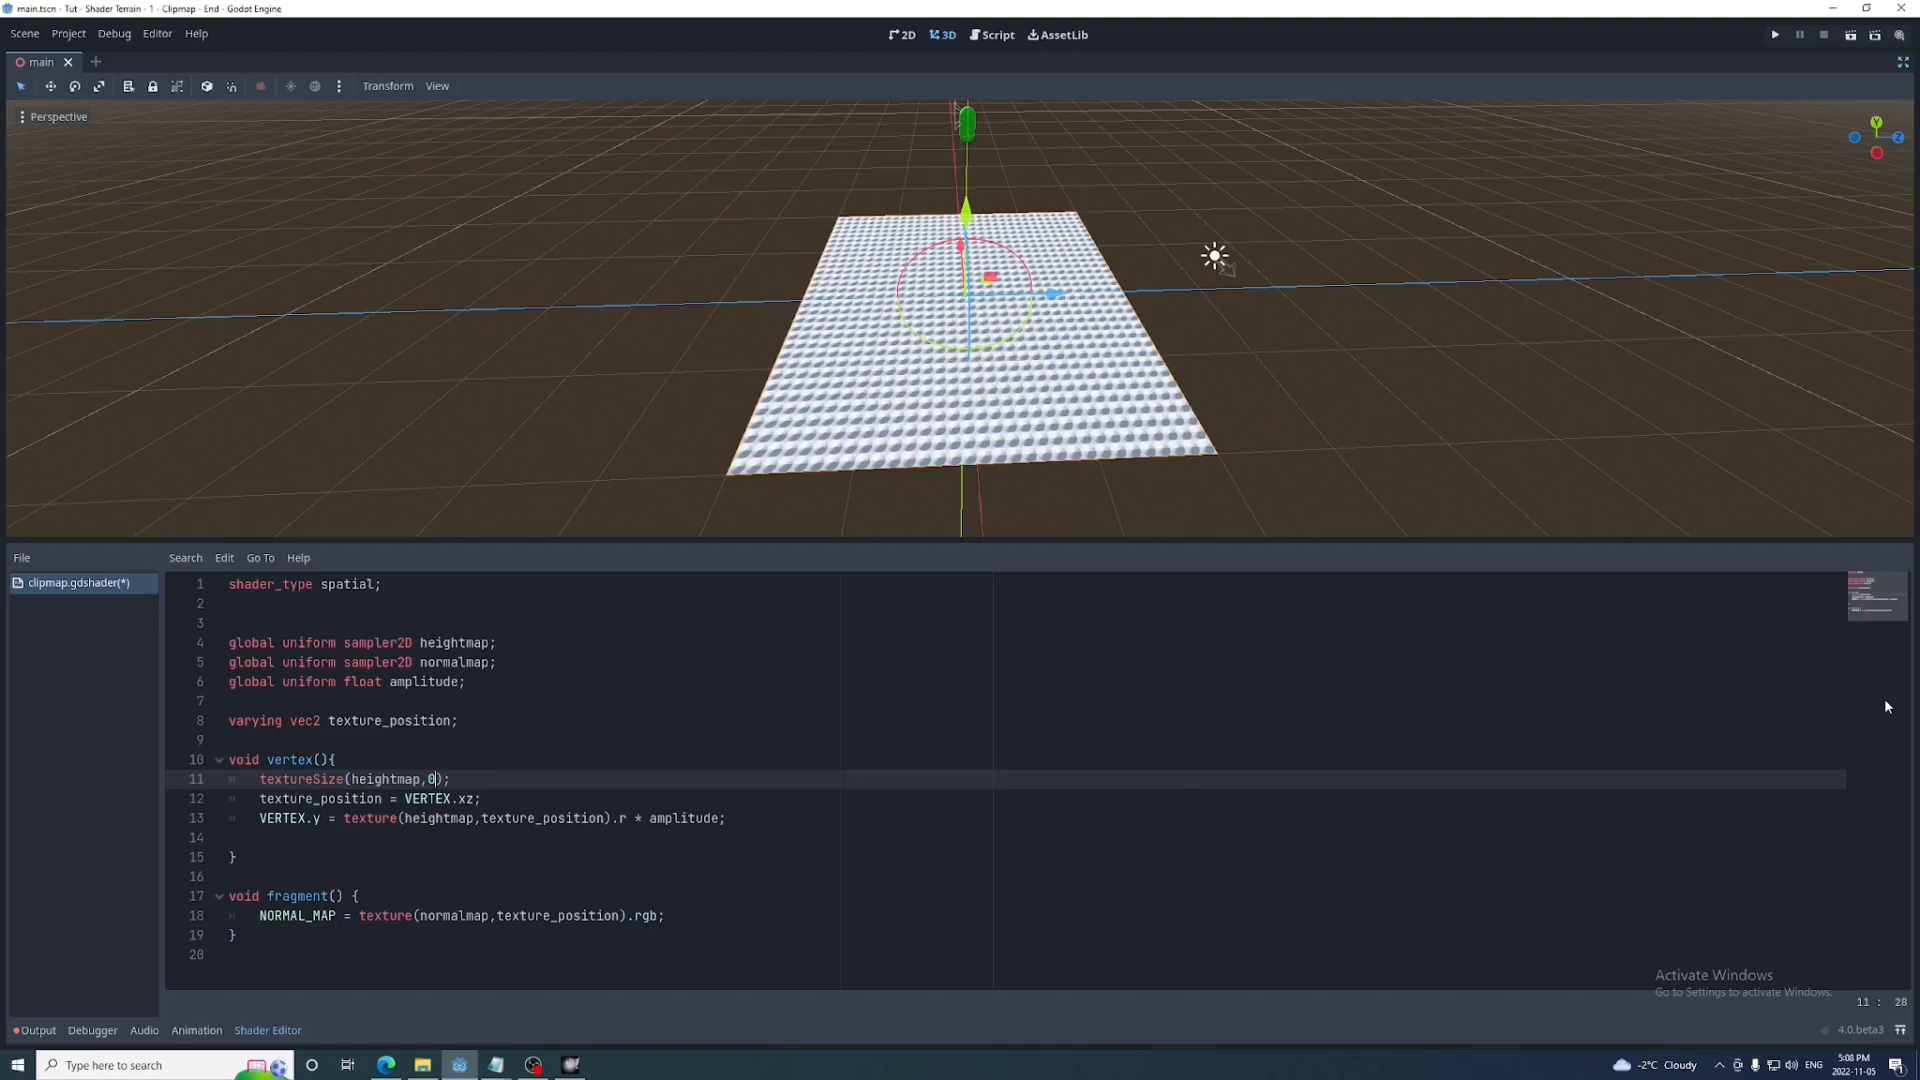 main.tscn - Tut - Shader Terrain - 1 - Clipmap - End - Godot Engine
Scene Project Debug Editor Help
2D 3D Script AssetLib
main
Transform View
Perspective
Y
Z
File
Search Edit Go To Help
clipmap.gdshader(*)
1 shader_type spatial;
2
3
4 global uniform sampler2D heightmap;
5 global uniform sampler2D normalmap;
6 global uniform float amplitude;
7
8 varying vec2 texture_position;
9
10 void vertex(){
11 textureSize(heightmap,0);
12 texture_position = VERTEX.xz;
13 VERTEX.y = texture(heightmap,texture_position).r * amplitude;
14
15 }
16
17 void fragment() {
18 NORMAL_MAP = texture(normalmap,texture_position).rgb;
19 }
20
Activate Windows
Go to Settings to activate Windows.
11 : 28
Output Debugger Audio Animation Shader Editor
4.0.beta3
Type here to search
-2°C Cloudy
ENG
5:08 PM
2022-11-05